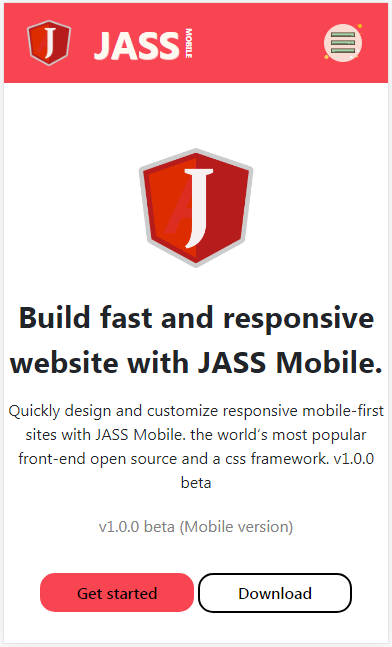 J JASS MOBILE
J
Build fast and responsive
website with JASS Mobile.
Quickly design and customize responsive mobile-first
sites with JASS Mobile. the world's most popular
front-end open source and a css framework. v1.0.0
beta
v1.0.0 beta (Mobile version)
Get started Download